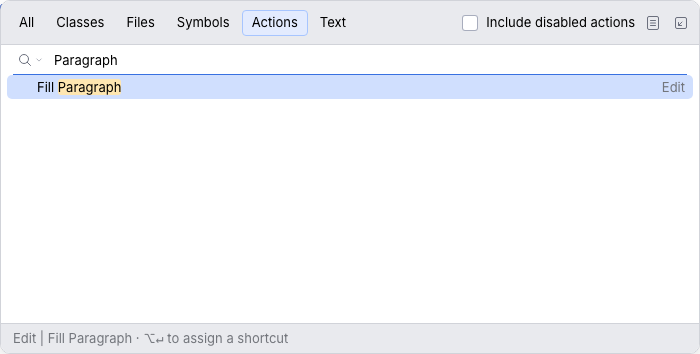 All Classes Files Symbols Actions Text Include disabled actions
Paragraph
Fill Paragraph Edit
Edit | Fill Paragraph · ⌥↵ to assign a shortcut